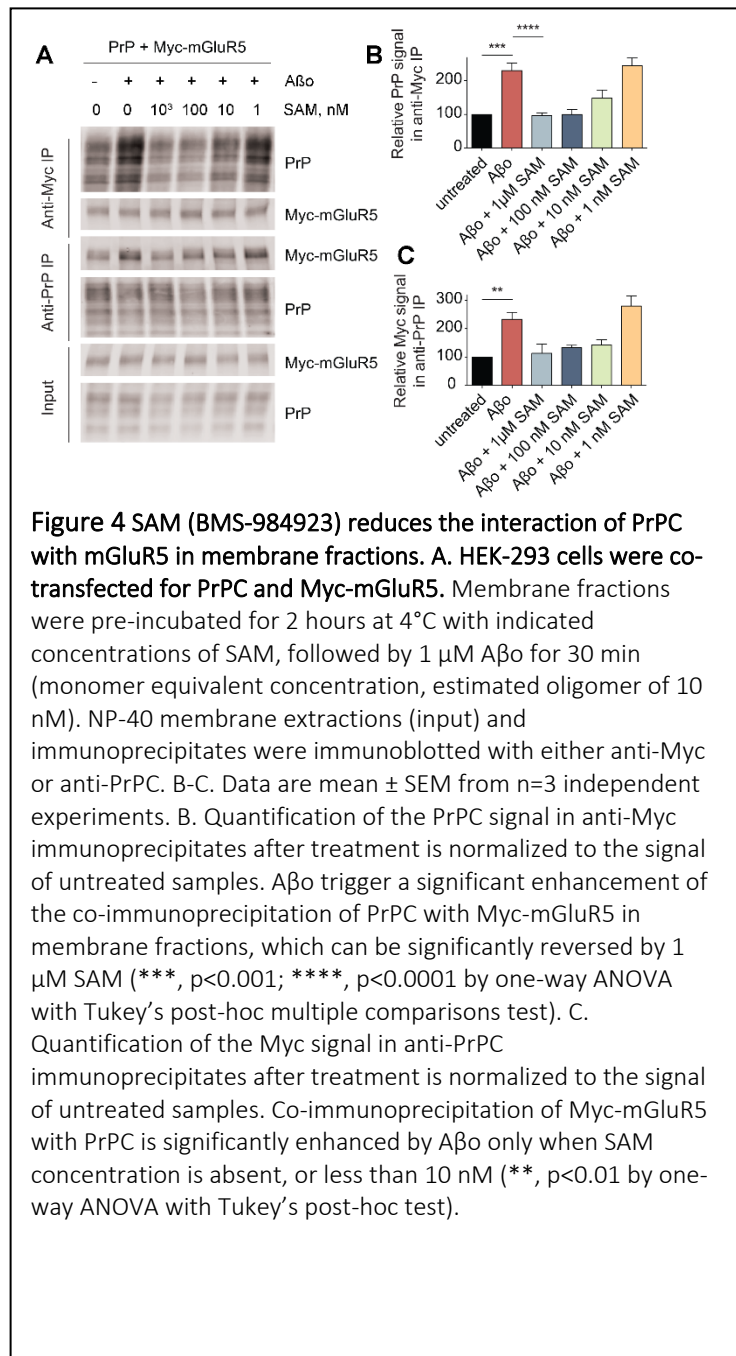 A
PrP + Myc-mGluR5
- + + + + + Aβo
0 0 10³ 100 10 1 SAM, nM
Anti-Myc IP
PrP
Myc-mGluR5
Anti-PrP IP
Myc-mGluR5
PrP
Input
Myc-mGluR5
PrP
B
Relative PrP signal
in anti-Myc IP
*** ****
200
100
0
untreated
Aβo
Aβo + 1µM SAM
Aβo + 100 nM SAM
Aβo + 10 nM SAM
Aβo + 1 nM SAM
C
Relative Myc signal
in anti-PrP IP
**
300
200
100
0
untreated
Aβo
Aβo + 1µM SAM
Aβo + 100 nM SAM
Aβo + 10 nM SAM
Aβo + 1 nM SAM
Figure 4 SAM (BMS-984923) reduces the interaction of PrPC
with mGluR5 in membrane fractions. A. HEK-293 cells were co-
transfected for PrPC and Myc-mGluR5. Membrane fractions
were pre-incubated for 2 hours at 4°C with indicated
concentrations of SAM, followed by 1 µM Aβo for 30 min
(monomer equivalent concentration, estimated oligomer of 10
nM). NP-40 membrane extractions (input) and
immunoprecipitates were immunoblotted with either anti-Myc
or anti-PrPC. B-C. Data are mean ± SEM from n=3 independent
experiments. B. Quantification of the PrPC signal in anti-Myc
immunoprecipitates after treatment is normalized to the signal
of untreated samples. Aβo trigger a significant enhancement of
the co-immunoprecipitation of PrPC with Myc-mGluR5 in
membrane fractions, which can be significantly reversed by 1
µM SAM (***, p<0.001; ****, p<0.0001 by one-way ANOVA
with Tukey’s post-hoc multiple comparisons test). C.
Quantification of the Myc signal in anti-PrPC
immunoprecipitates after treatment is normalized to the signal
of untreated samples. Co-immunoprecipitation of Myc-mGluR5
with PrPC is significantly enhanced by Aβo only when SAM
concentration is absent, or less than 10 nM (**, p<0.01 by one-
way ANOVA with Tukey’s post-hoc test).